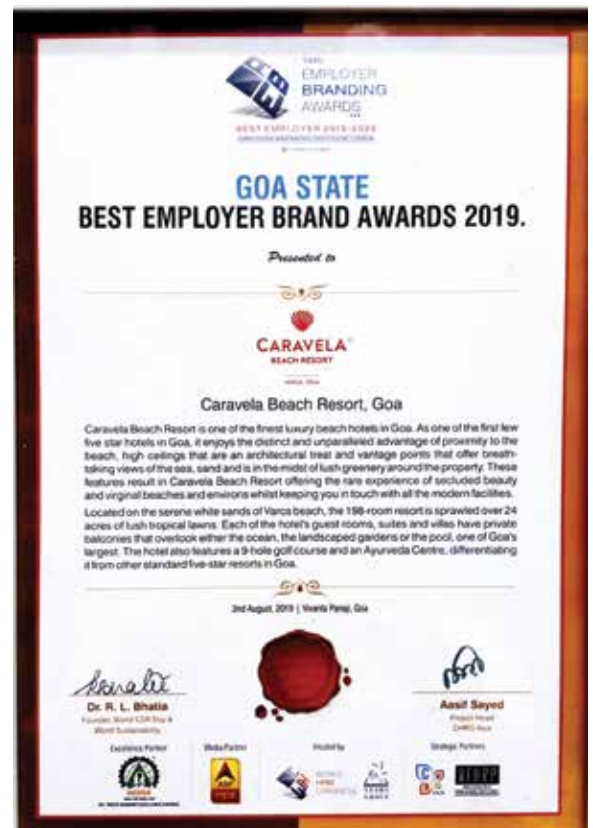 EMPLOYER
BRANDING
AWARDS
BEST EMPLOYER 2019-2020
GOA STATE
BEST EMPLOYER BRAND AWARDS 2019.
Presented to
CARAVELA
BEACH RESORT
VARCA, GOA
Caravela Beach Resort, Goa
Caravela Beach Resort is one of the finest luxury beach hotels in Goa. As one of the first few
five star hotels in Goa, it enjoys the distinct and unparalleled advantage of proximity to the
beach, high ceilings that are an architectural treat and vantage points that offer breath-
taking views of the sea, sand and is in the midst of lush greenery around the property. These
features result in Caravela Beach Resort offering the rare experience of secluded beauty
and virginal beaches and environs whilst keeping you in touch with all the modern facilities.
Located on the serene white sands of Varca beach, the 198-room resort is sprawled over 24
acres of lush tropical lawns. Each of the hotel's guest rooms, suites and villas have private
balconies that overlook either the ocean, the landscaped gardens or the pool, one of Goa's
largest. The hotel also features a 9-hole golf course and an Ayurveda Centre, differentiating
it from other standard five-star resorts in Goa.
2nd August, 2019 | Vivanta Panaji, Goa
Dr. R. L. Bhatia
Founder, World CSR Day &
World Sustainability
Aasif Sayed
Project Head
CHRO Asia
Excellence Partner
Media Partner
Hosted by
Strategic Partners